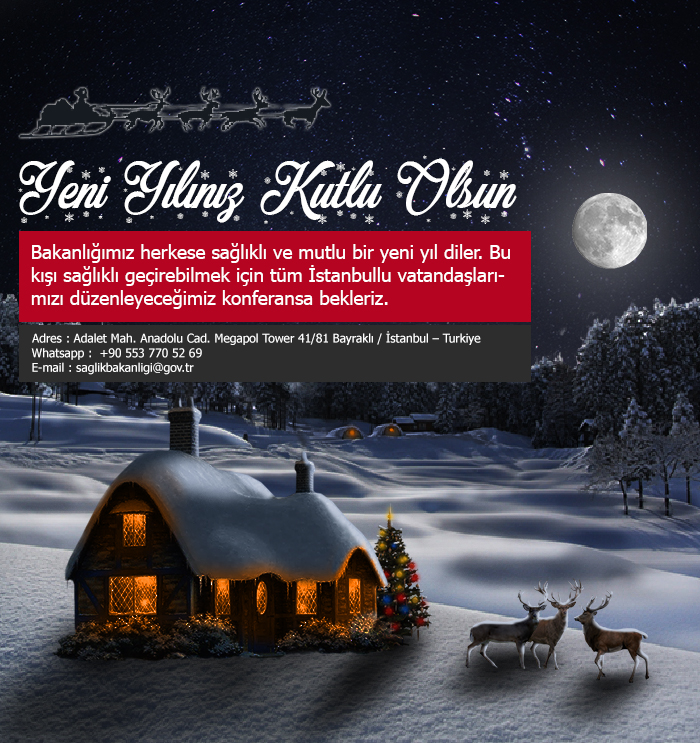 Yeni Yılınız Kutlu Olsun
Bakanlığımız herkese sağlıklı ve mutlu bir yeni yıl diler. Bu
kışı sağlıklı geçirebilmek için tüm İstanbullu vatandaşları-
mızı düzenleyeceğimiz konferansa bekleriz.
Adres : Adalet Mah. Anadolu Cad. Megapol Tower 41/81 Bayraklı / İstanbul – Turkiye
Whatsapp :  +90 553 770 52 69
E-mail : saglikbakanligi@gov.tr